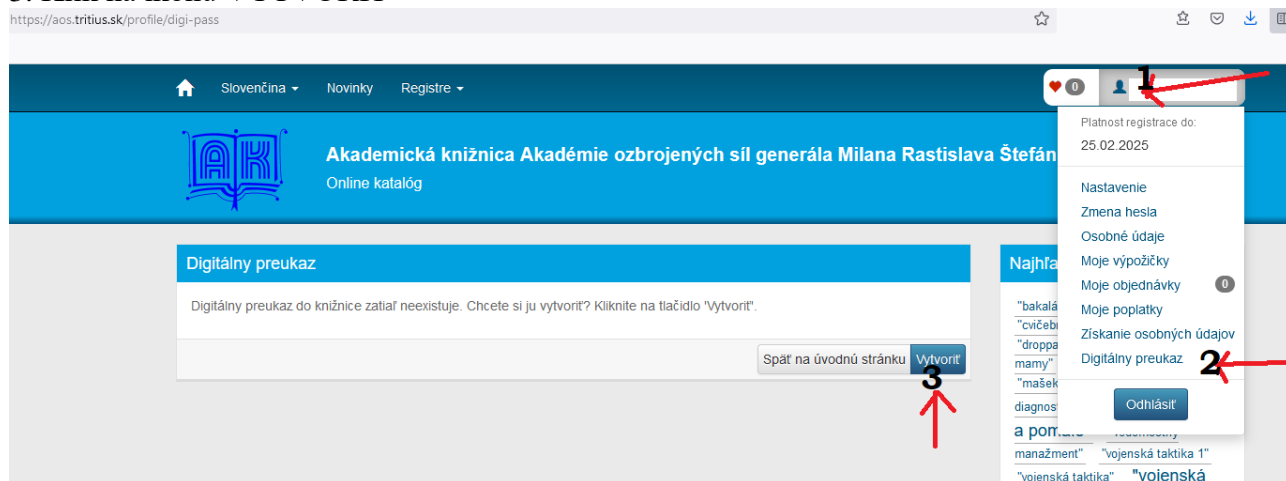 https://aos.tritius.sk/profile/digi-pass
Slovenčina
Novinky
Registre
0
1
Platnost registrace do:
25.02.2025
AK
Akademická knižnica Akadémie ozbrojených síl generála Milana Rastislava Štefán
Online katalóg
Nastavenie
Zmena hesla
Osobné údaje
Moje výpožičky
Moje objednávky 0
Moje poplatky
Získanie osobných údajov
Digitálny preukaz 2
Odhlásiť
Digitálny preukaz
Digitálny preukaz do knižnice zatiaľ neexistuje. Chcete si ju vytvoriť? Kliknite na tlačidlo 'Vytvoriť'.
Späť na úvodnú stránku Vytvoriť
3
Najhľa
"bakalá
"cvičeb
"droppa
mamy"
"mašek
diagnos
a pom
manažment" "vojenská taktika 1"
"vojenská taktika" "vojenská